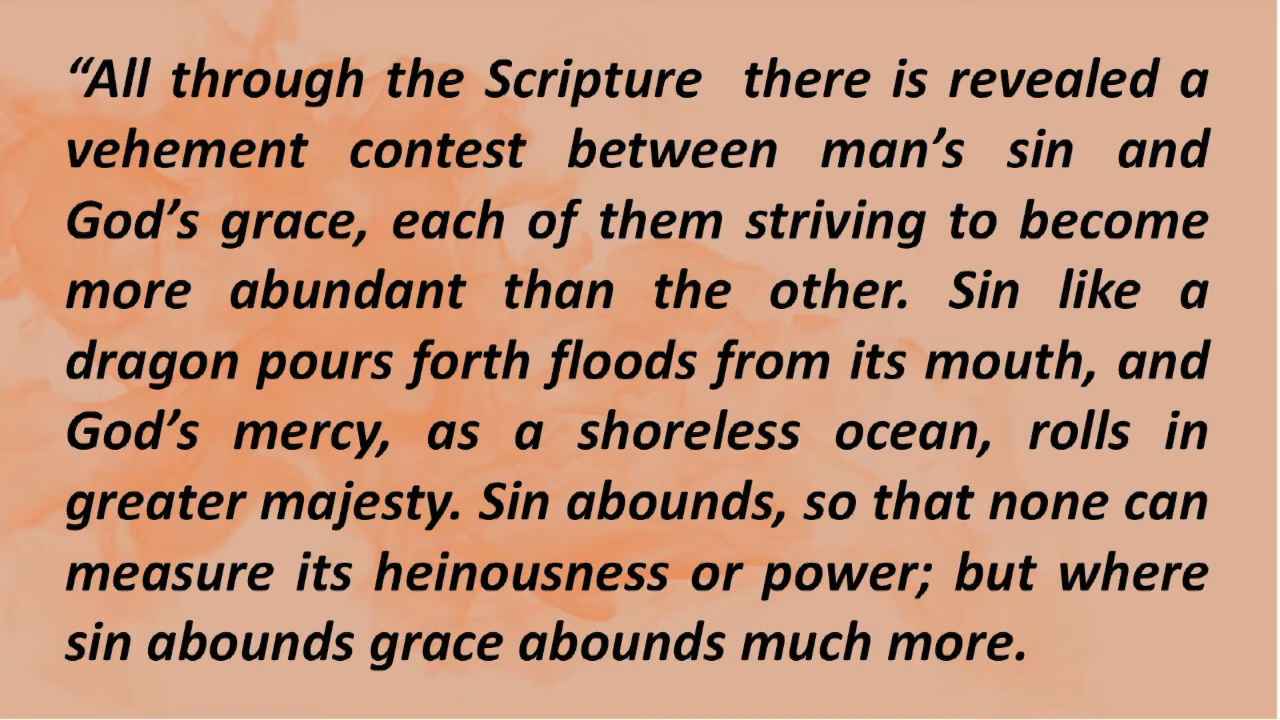 “All through the Scripture there is revealed a
vehement contest between man’s sin and
God’s grace, each of them striving to become
more abundant than the other. Sin like a
dragon pours forth floods from its mouth, and
God’s mercy, as a shoreless ocean, rolls in
greater majesty. Sin abounds, so that none can
measure its heinousness or power; but where
sin abounds grace abounds much more.